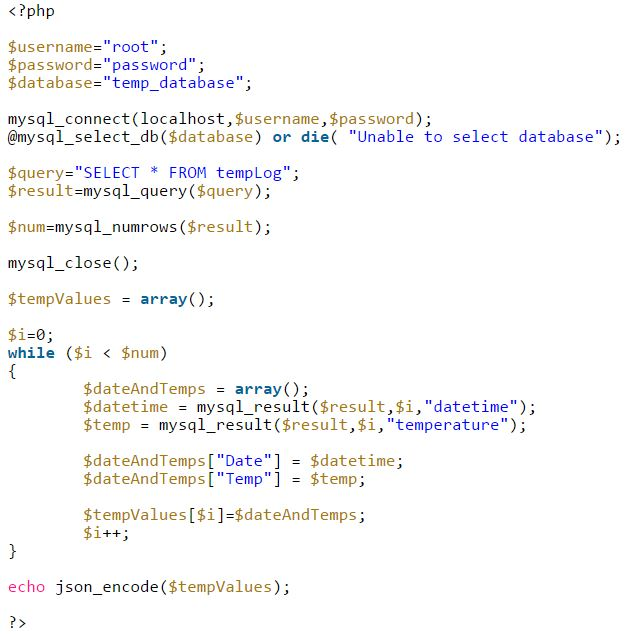 <?php
$username="root";
$password="password";
$database="temp_database";
mysql_connect(localhost,$username,$password);
@mysql_select_db($database) or die( "Unable to select database");
$query="SELECT * FROM tempLog";
$result=mysql_query($query);
$num=mysql_numrows($result);
mysql_close();
$tempValues = array();
$i=0;
while ($i < $num)
{
        $dateAndTemps = array();
        $datetime = mysql_result($result,$i,"datetime");
        $temp = mysql_result($result,$i,"temperature");
        $dateAndTemps["Date"] = $datetime;
        $dateAndTemps["Temp"] = $temp;
        $tempValues[$i]=$dateAndTemps;
        $i++;
}
echo json_encode($tempValues);
?>